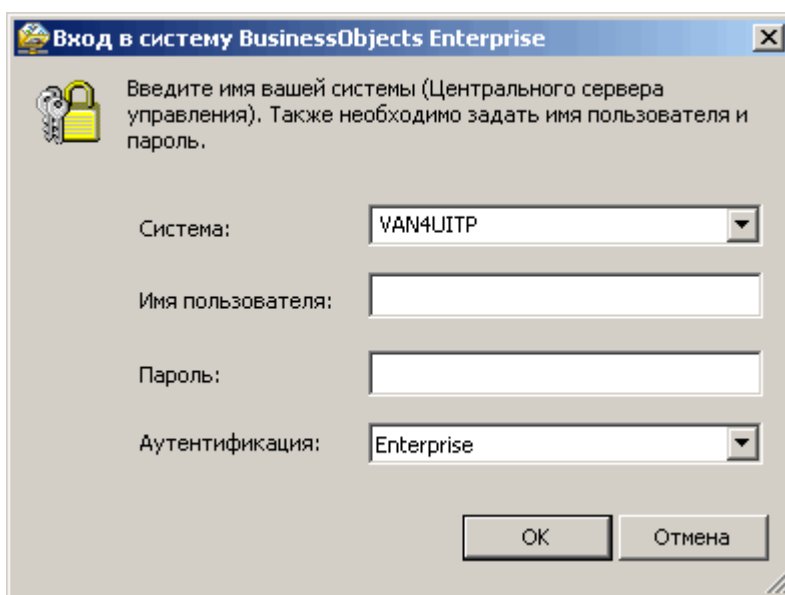 Вход в систему BusinessObjects Enterprise
Введите имя вашей системы (Центрального сервера
управления). Также необходимо задать имя пользователя и
пароль.
Система: VAN4UITP
Имя пользователя:
Пароль:
Аутентификация: Enterprise
OK Отмена